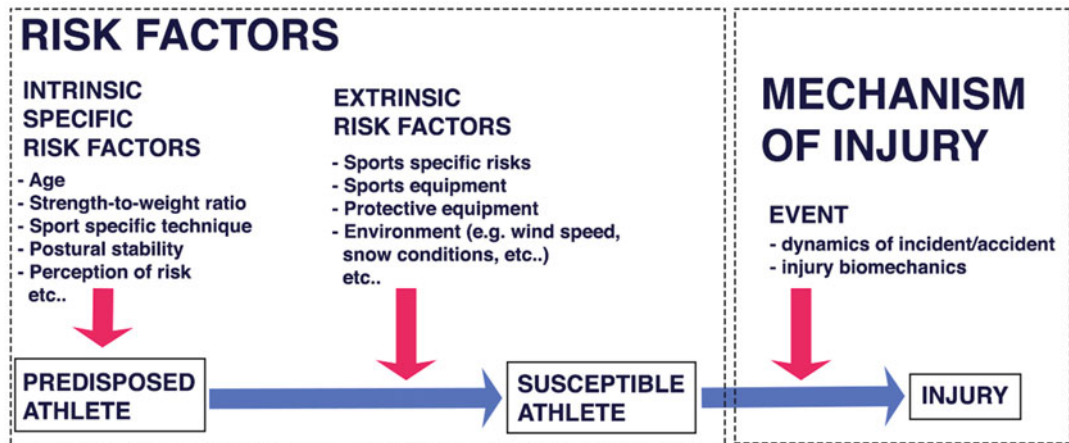 RISK FACTORS
INTRINSIC
SPECIFIC
RISK FACTORS
- Age
- Strength-to-weight ratio
- Sport specific technique
- Postural stability
- Perception of risk
etc..
EXTRINSIC
RISK FACTORS
- Sports specific risks
- Sports equipment
- Protective equipment
- Environment (e.g. wind speed,
snow conditions, etc..)
etc..
PREDISPOSED
ATHLETE
SUSCEPTIBLE
ATHLETE
MECHANISM
OF INJURY
EVENT
- dynamics of incident/accident
- injury biomechanics
INJURY